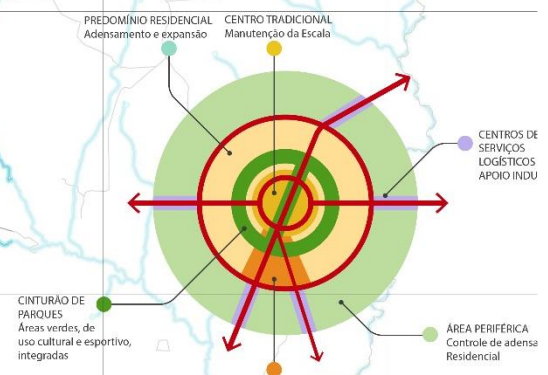 PREDOMÍNIO RESIDENCIAL
Adensamento e expansão
CENTRO TRADICIONAL
Manutenção da Escala
CENTROS DE
SERVIÇOS
LOGÍSTICOS
APOIO INDU
CINTURÃO DE
PARQUES
Áreas verdes, de
uso cultural e esportivo,
integradas
ÁREA PERIFÉRICA
Controle de adensa
Residencial